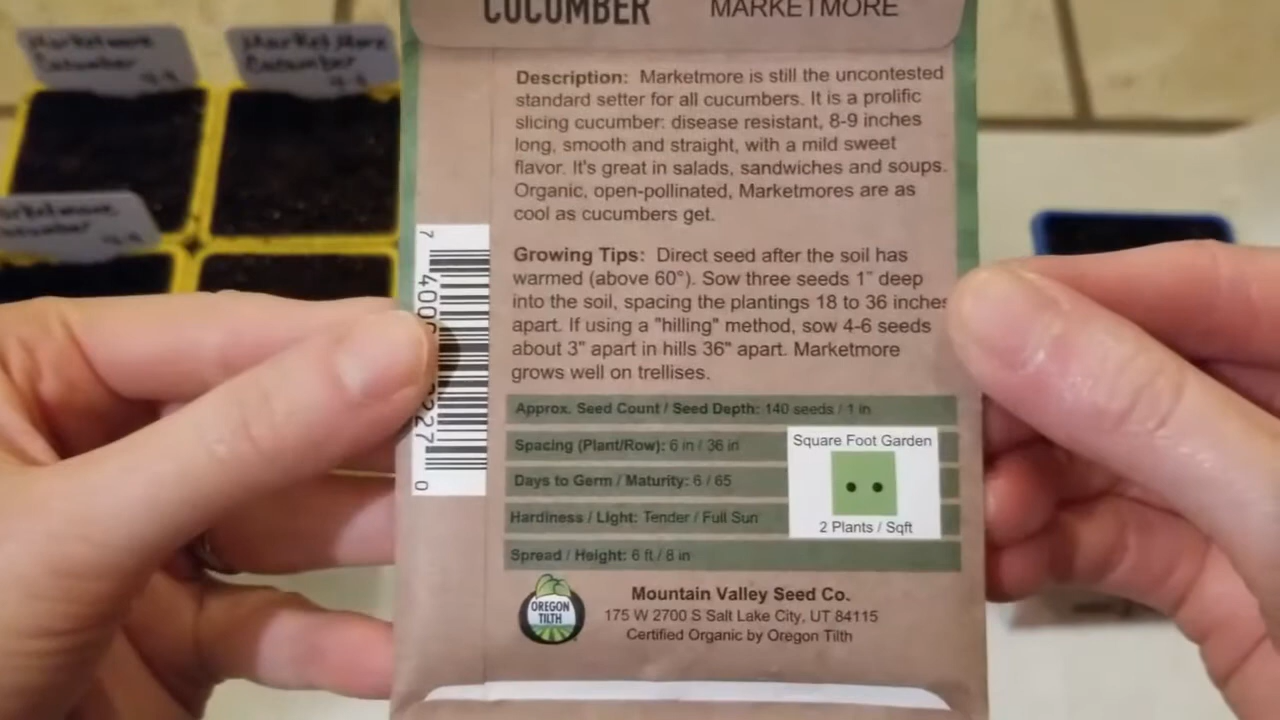 CUCUMBER MARKETMORE
Marketmore
Cucumber
Market More
Cucumber
Cucumber
Description: Marketmore is still the uncontested
standard setter for all cucumbers. It is a prolific
slicing cucumber: disease resistant, 8-9 inches
long, smooth and straight, with a mild sweet
flavor. It's great in salads, sandwiches and soups.
Organic, open-pollinated, Marketmores are as
cool as cucumbers get.
Growing Tips: Direct seed after the soil has
warmed (above 60°). Sow three seeds 1" deep
into the soil, spacing the plantings 18 to 36 inches
apart. If using a "hilling" method, sow 4-6 seeds
about 3" apart in hills 36" apart. Marketmore
grows well on trellises.
Approx. Seed Count / Seed Depth: 140 seeds / 1 in
Spacing (Plant/Row): 6 in / 36 in
Days to Germ / Maturity: 6 / 65
Hardiness / Light: Tender / Full Sun
Spread / Height: 6 ft / 8 in
Square Foot Garden
2 Plants / Sqft
OREGON
TILTH
Mountain Valley Seed Co.
175 W 2700 S Salt Lake City, UT 84115
Certified Organic by Oregon Tilth